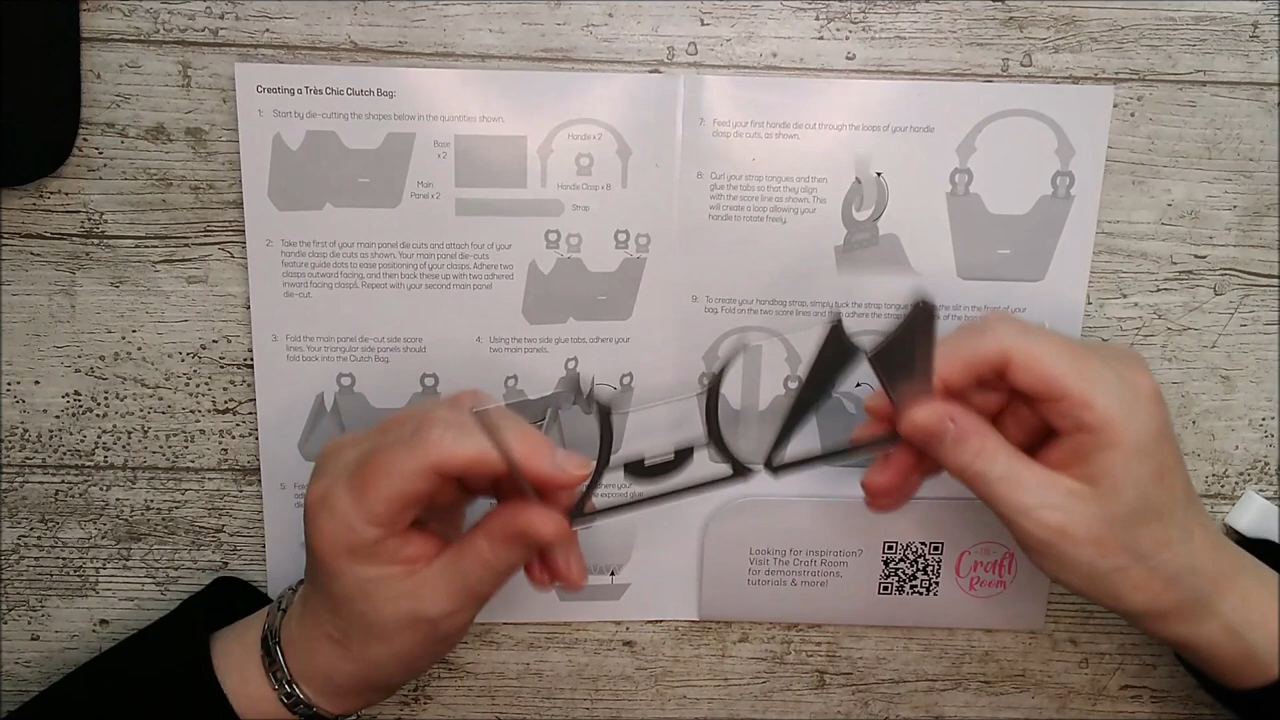 Creating a Très Chic Clutch Bag:
1: Start by die-cutting the shapes below in the quantities shown.
Base
x 2
Handle x 2
Main
Panel x 2
Handle Clasp x 8
Strap
2: Take the first of your main panel die cuts and attach four of your
handle clasp die cuts as shown. Your main panel die-cuts
feature guide dots to ease positioning of your clasps. Adhere two
clasps outward facing, and then back these up with two adhered
inward facing clasps. Repeat with your second main panel
die-cut.
3: Fold the main panel die-cut side score
lines. Your triangular side panels should
fold back into the Clutch Bag.
4: Using the two side glue tabs, adhere your
two main panels.
5:
adhere your
exposed glue
7: Feed your first handle die cut through the loops of your handle
clasp die cuts, as shown.
8: Curl your strap tongues and then
glue the tabs so that they align
with the score line as shown. This
will create a loop allowing your
handle to rotate freely.
9: To create your handbag strap, simply tuck the strap tongue the slit in the front of your
bag. Fold on the two score lines and then adhere the strap of the
Looking for inspiration?
Visit The Craft Room
for demonstrations,
tutorials & more!
THE
Craft
ROOM